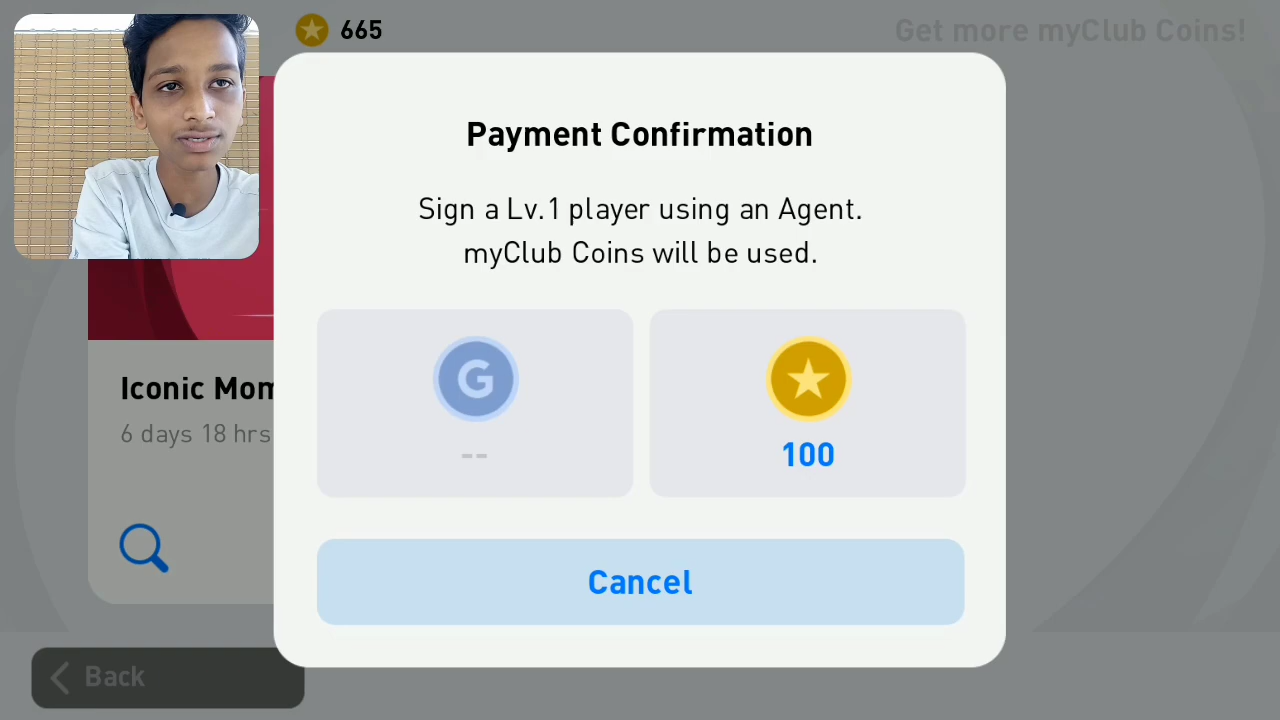 665
Get more myClub Coins!
Payment Confirmation
Sign a Lv.1 player using an Agent.
myClub Coins will be used.
G
--
100
Iconic Mom
6 days 18 hrs
Cancel
Back